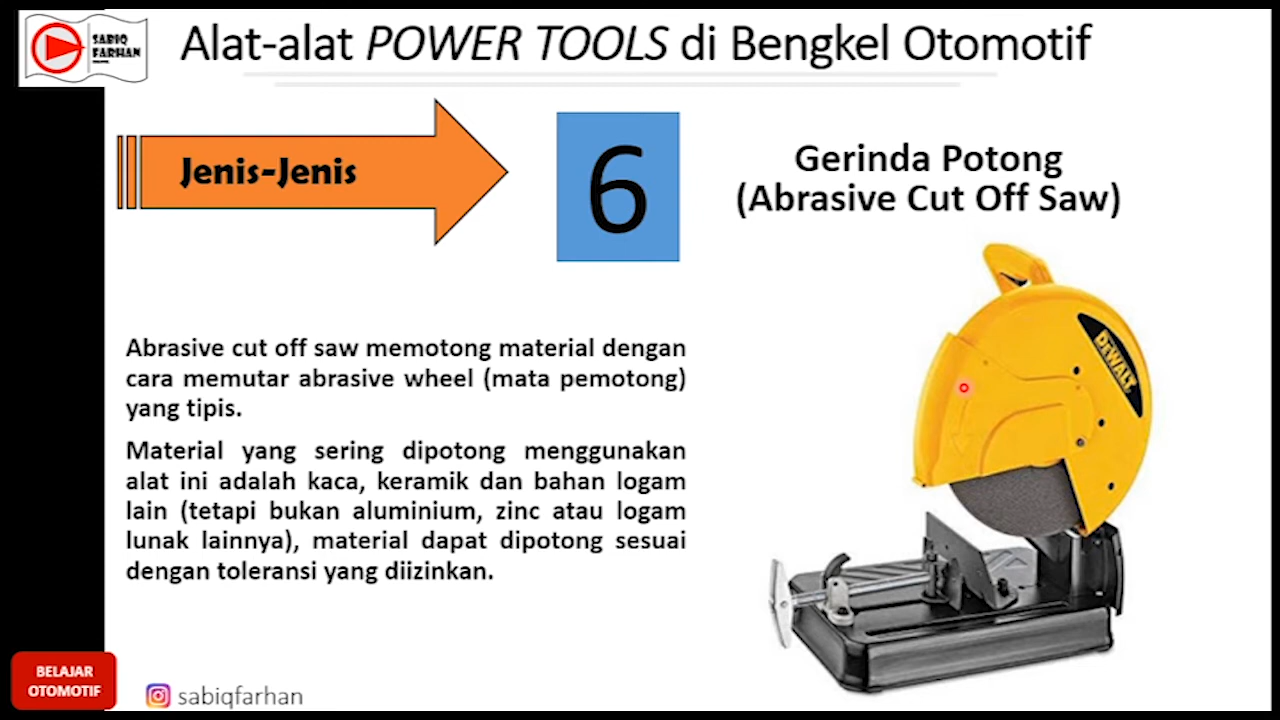 SABIQ
FARHAN
Alat-alat POWER TOOLS di Bengkel Otomotif
Jenis-Jenis
6
Gerinda Potong
(Abrasive Cut Off Saw)
DEWALT
Abrasive cut off saw memotong material dengan
cara memutar abrasive wheel (mata pemotong)
yang tipis.
Material yang sering dipotong menggunakan
alat ini adalah kaca, keramik dan bahan logam
lain (tetapi bukan aluminium, zinc atau logam
lunak lainnya), material dapat dipotong sesuai
dengan toleransi yang diizinkan.
BELAJAR
OTOMOTIF
sabiqfarhan